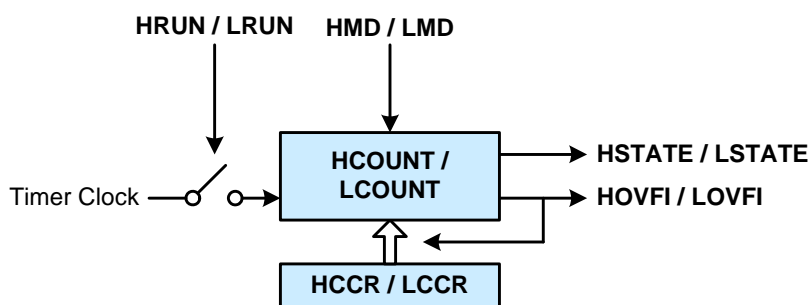 HRUN / LRUN
HMD / LMD
HCOUNT /
LCOUNT
HSTATE / LSTATE
Timer Clock
HOVFI / LOVFI
HCCR / LCCR